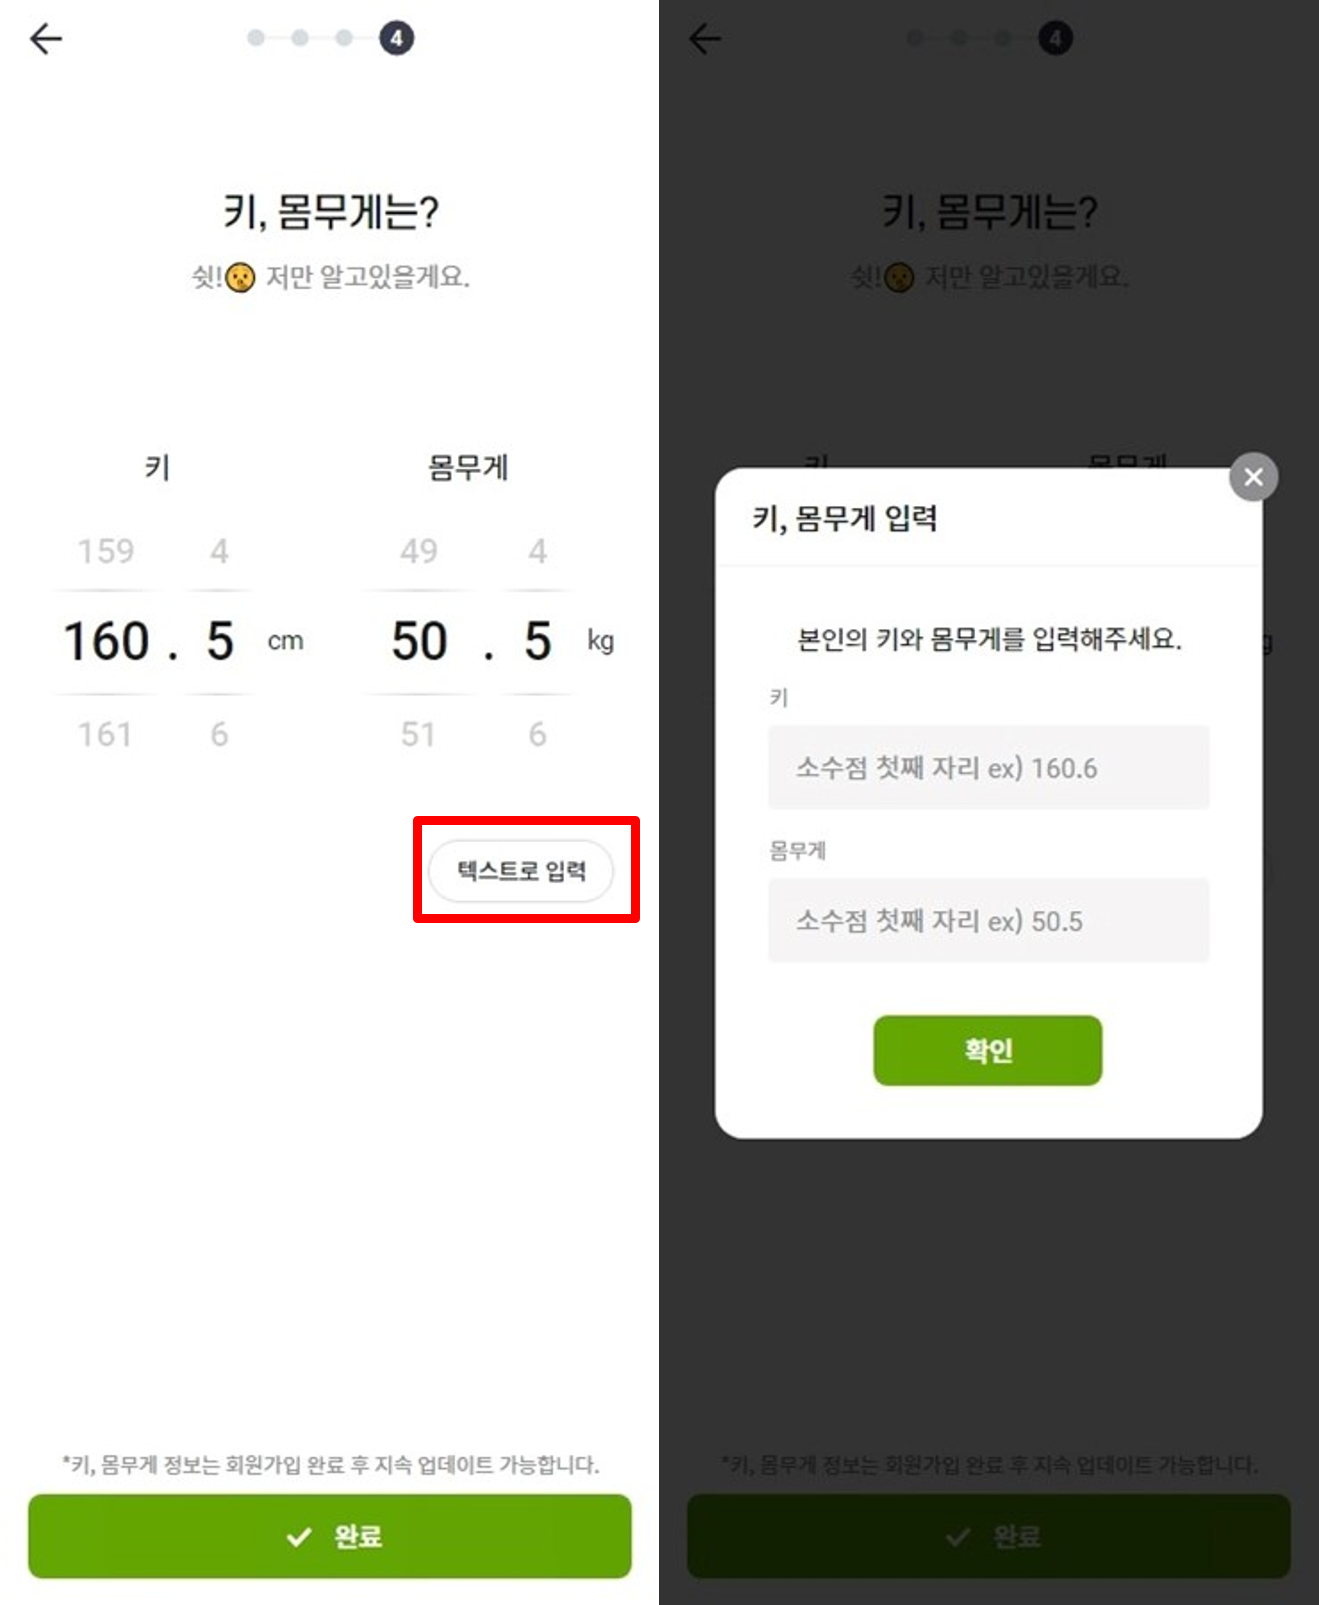 4
키, 몸무게는?
쉿!🤫 저만 알고있을게요.
키 몸무게
159 4 49 4
160 . 5 cm 50 . 5 kg
161 6 51 6
텍스트로 입력
*키, 몸무게 정보는 회원가입 완료 후 지속 업데이트 가능합니다.
완료
4
키, 몸무게는?
쉿!🤫 저만 알고있을게요.
키 몸무게
키, 몸무게 입력
본인의 키와 몸무게를 입력해주세요.
키
소수점 첫째 자리 ex) 160.6
몸무게
소수점 첫째 자리 ex) 50.5
확인
*키, 몸무게 정보는 회원가입 완료 후 지속 업데이트 가능합니다.
완료